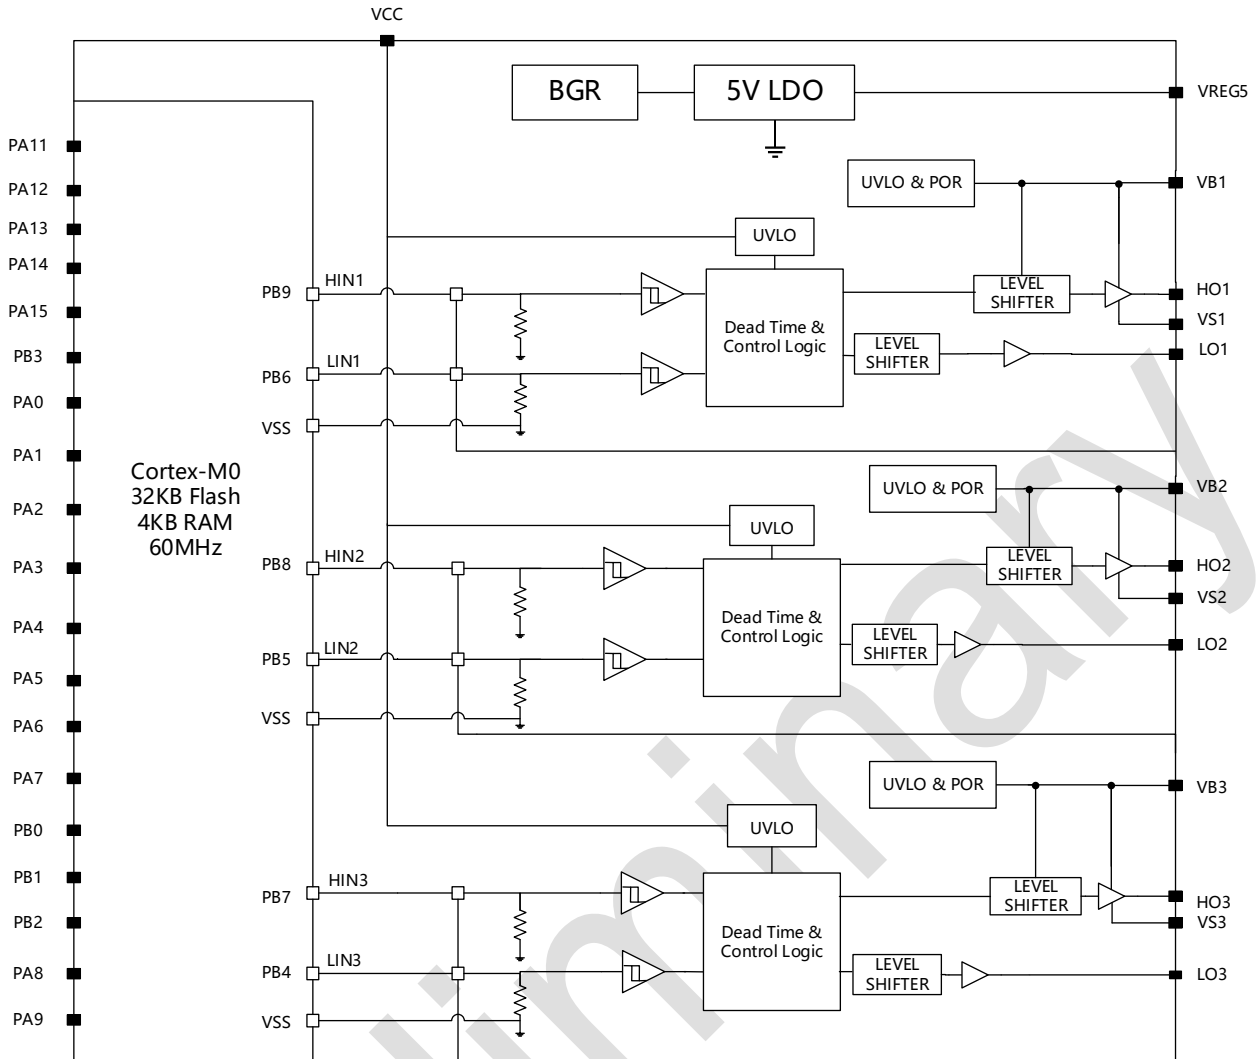 VCC
BGR
5V LDO
VREG5
PA11
PA12
PA13
PA14
PA15
PB3
PA0
PA1
PA2
PA3
PA4
PA5
PA6
PA7
PB0
PB1
PB2
PA8
PA9
Cortex-M0
32KB Flash
4KB RAM
60MHz
UVLO & POR
VB1
UVLO
PB9
HIN1
LEVEL
SHIFTER
HO1
VS1
Dead Time &
Control Logic
LEVEL
SHIFTER
LO1
PB6
LIN1
VSS
UVLO & POR
VB2
UVLO
PB8
HIN2
LEVEL
SHIFTER
HO2
VS2
Dead Time &
Control Logic
LEVEL
SHIFTER
LO2
PB5
LIN2
VSS
UVLO & POR
VB3
UVLO
PB7
HIN3
LEVEL
SHIFTER
HO3
VS3
Dead Time &
Control Logic
LEVEL
SHIFTER
LO3
PB4
LIN3
VSS
liminary